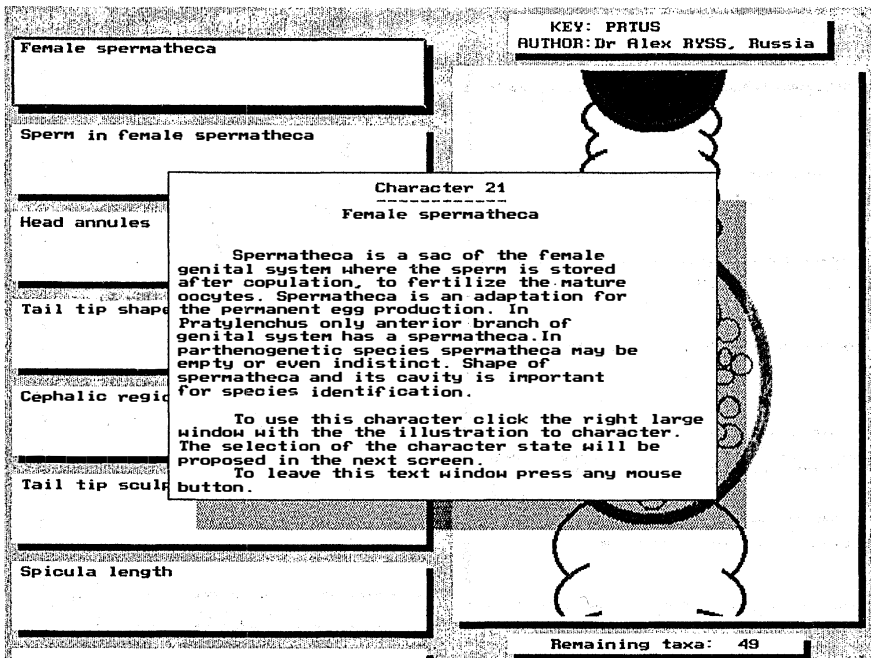 KEY: PRTUS
AUTHOR:Dr Alex RYSS, Russia
Female spermatheca
Sperm in female spermatheca
Head annules
Tail tip shape
Cephalic regio
Tail tip sculp
Spicula length
Character 21
Female spermatheca
Spermatheca is a sac of the female
genital system where the sperm is stored
after copulation, to fertilize the mature
oocytes. Spermatheca is an adaptation for
the permanent egg production. In
Pratylenchus only anterior branch of
genital system has a spermatheca.In
parthenogenetic species spermatheca may be
empty or even indistinct. Shape of
spermatheca and its cavity is important
for species identification.
To use this character click the right large
window with the the illustration to character.
The selection of the character state will be
proposed in the next screen.
To leave this text window press any mouse
button.
Remaining taxa: 49